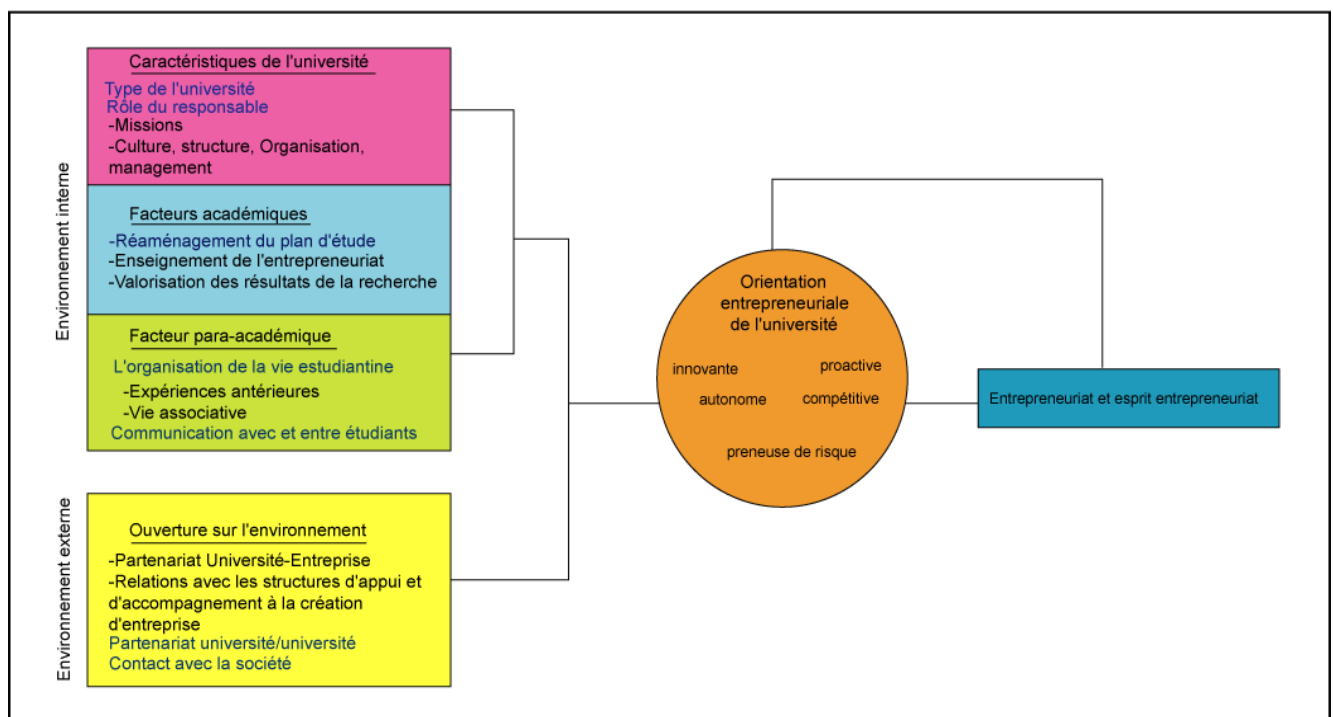 Environnement interne
Caractéristiques de l'université
Type de l'université
Rôle du responsable
-Missions
-Culture, structure, Organisation,
management
Facteurs académiques
-Réaménagement du plan d'étude
-Enseignement de l'entrepreneuriat
-Valorisation des résultats de la recherche
Facteur para-académique
L'organisation de la vie estudiantine
-Expériences antérieures
-Vie associative
Communication avec et entre étudiants
Environnement externe
Ouverture sur l'environnement
-Partenariat Université-Entreprise
-Relations avec les structures d'appui et
d'accompagnement à la création
d'entreprise
Partenariat université/université
Contact avec la société
Orientation
entrepreneuriale
de l'université
innovante
proactive
autonome
compétitive
preneuse de risque
Entrepreneuriat et esprit entrepreneuriat